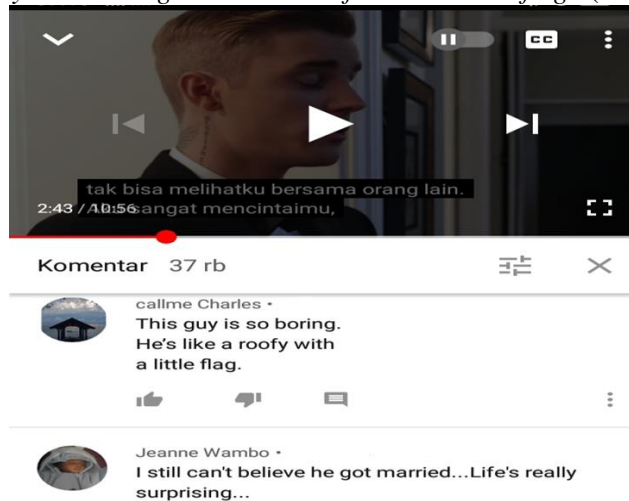 CC
tak bisa melihatku bersama orang lain.
sangat mencintaimu,
2:43 / 10:56
Komentar 37 rb
callme Charles •
This guy is so boring.
He's like a roofy with
a little flag.
Jeanne Wambo •
I still can't believe he got married...Life's really
surprising...